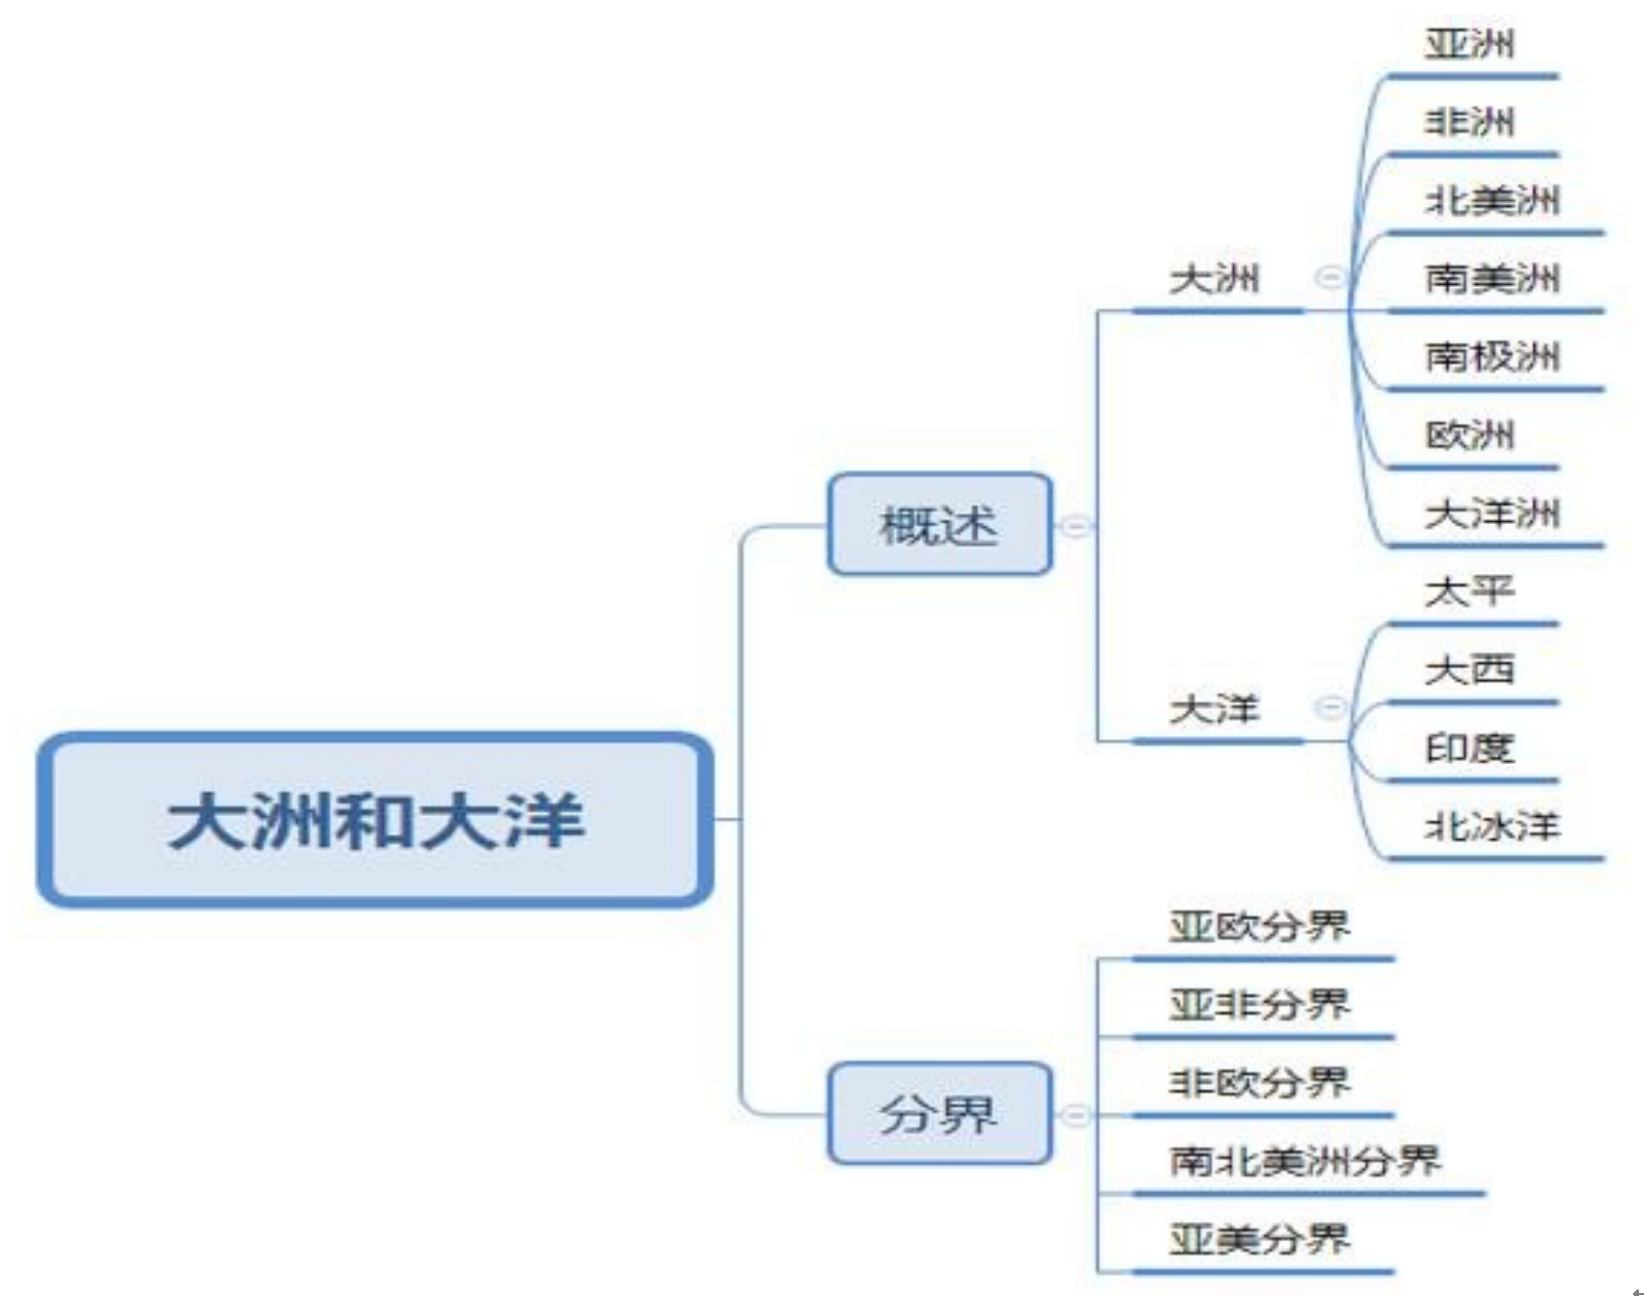 大洲和大洋
概述
大洲
亚洲
非洲
北美洲
南美洲
南极洲
欧洲
大洋洲
大洋
太平
大西
印度
北冰洋
分界
亚欧分界
亚非分界
非欧分界
南北美洲分界
亚美分界